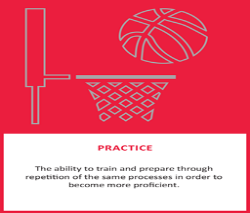 PRACTICE
The ability to train and prepare through
repetition of the same processes in order to
become more proficient.